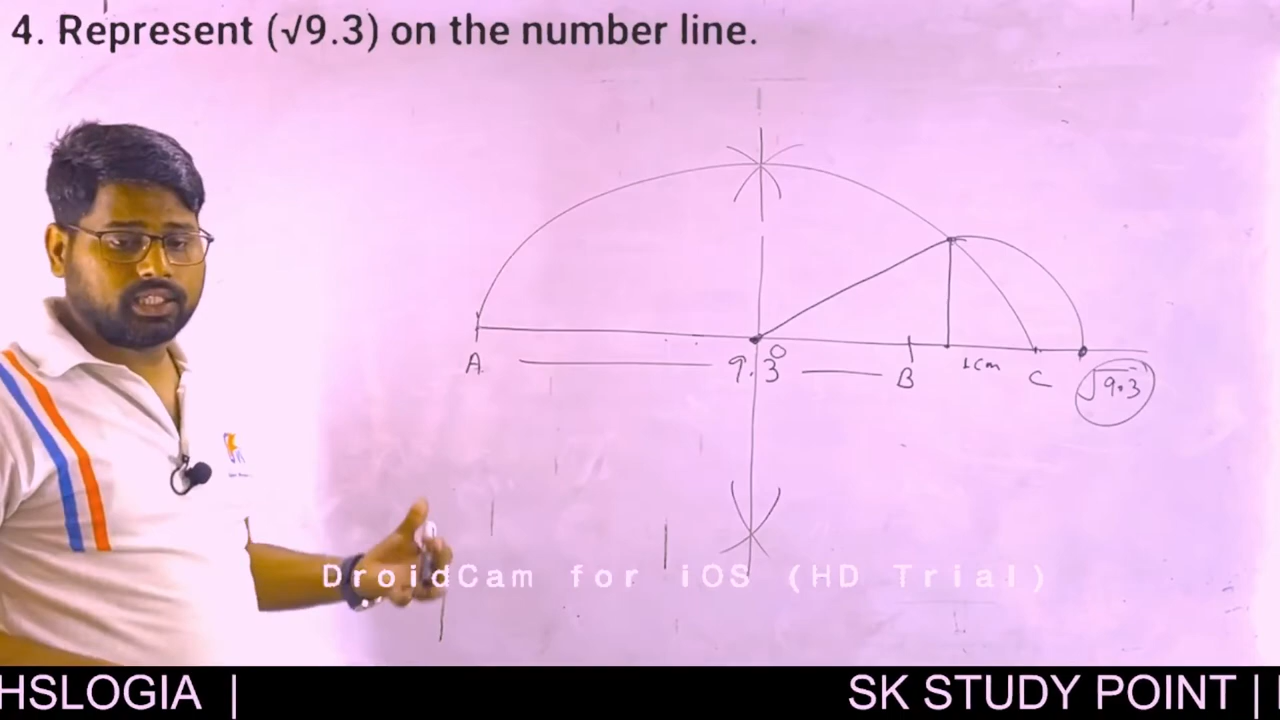 4. Represent (√9.3) on the number line.
O
A 9.3 B 1cm C √9.3
DroidCam for iOS (HD Trial)
HSLOGIA | SK STUDY POINT |